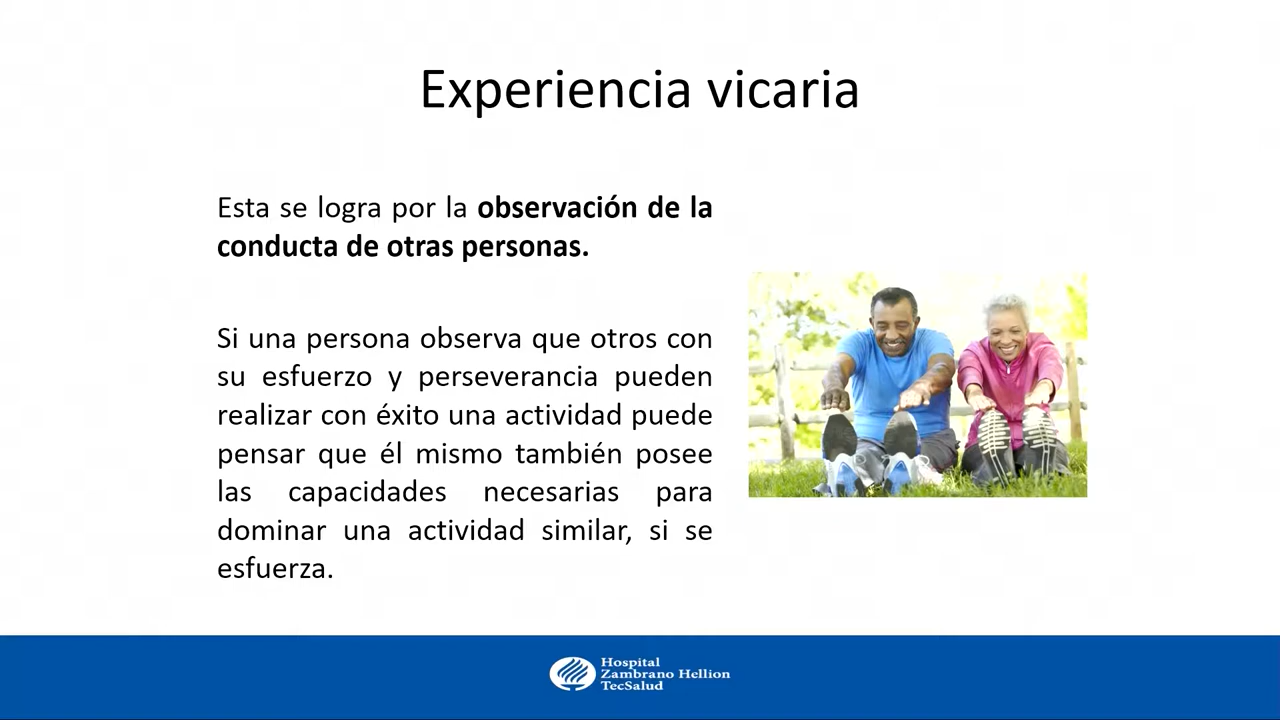 Experiencia vicaria
Esta se logra por la observación de la
conducta de otras personas.
Si una persona observa que otros con
su esfuerzo y perseverancia pueden
realizar con éxito una actividad puede
pensar que él mismo también posee
las capacidades necesarias para
dominar una actividad similar, si se
esfuerza.
Hospital
Zambrano Hellion
TecSalud